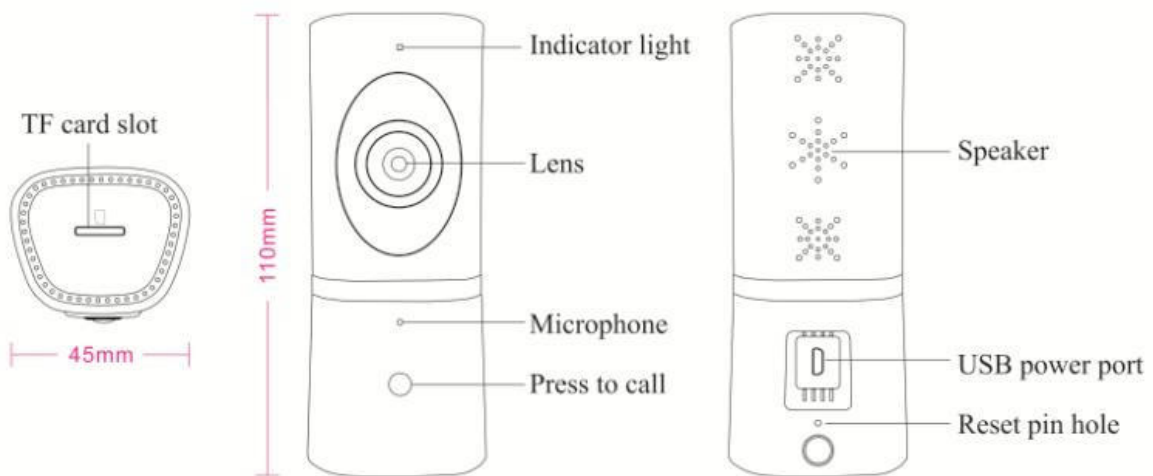 TF card slot
45mm
110mm
Indicator light
Lens
Microphone
Press to call
Speaker
USB power port
Reset pin hole